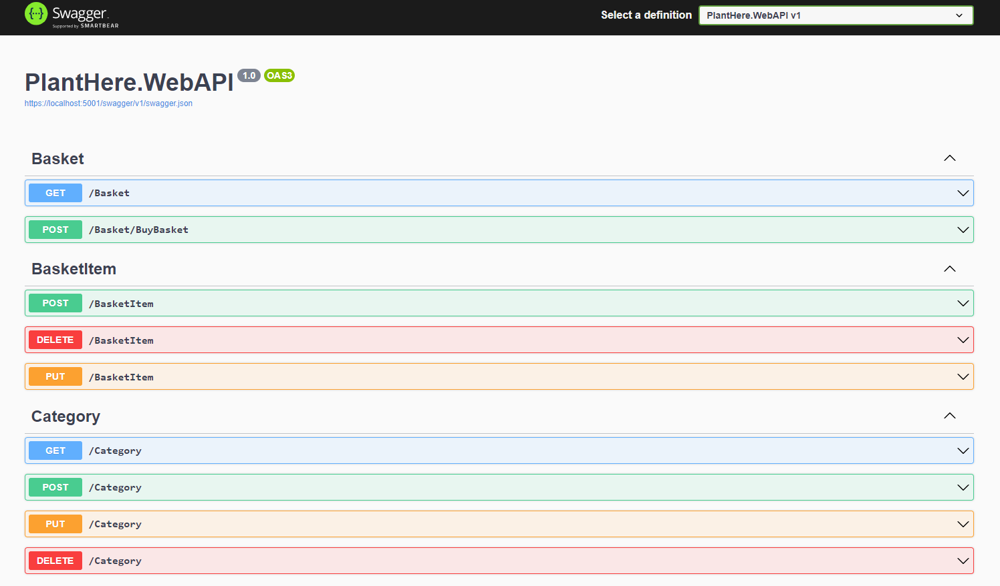 Swagger
Supported by SMARTBEAR
Select a definition
PlantHere.WebAPI v1
PlantHere.WebAPI 1.0 OAS3
https://localhost:5001/swagger/v1/swagger.json
Basket
GET /Basket
POST /Basket/BuyBasket
BasketItem
POST /BasketItem
DELETE /BasketItem
PUT /BasketItem
Category
GET /Category
POST /Category
PUT /Category
DELETE /Category